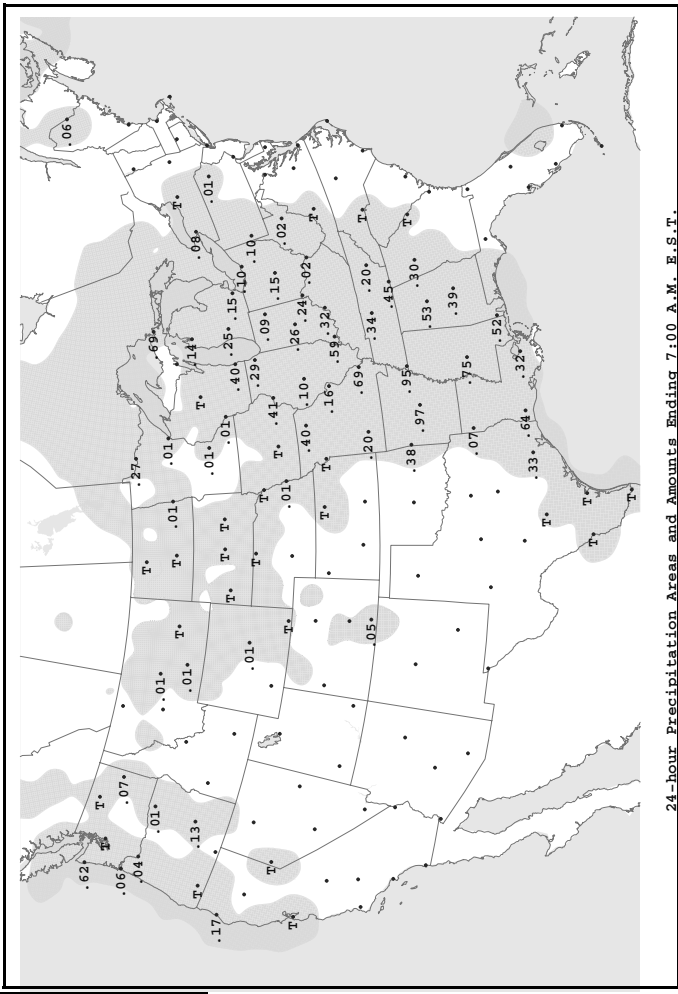 .06
.62
T
T
.06
.07
.27
.04
T
.69
.01
.01
.01
.01
T
T
T
.01
.14
.13
.08
T
T
.01
.01
.17
T
T
.01
.25
T
.15
.40
.10
.01
.10
.29
T
T
.09
T
.41
.15
T
.02
.01
T
T
.26
.24
.10
.02
.40
T
T
.32
T
.16
.59
.69
T
.20
.20
.05
.34
.45
.95
T
.38
.30
.97
.53
.39
.75
.07
.52
.32
.64
.33
T
T
T
T
24-hour Precipitation Areas and Amounts Ending 7:00 A.M. E.S.T.